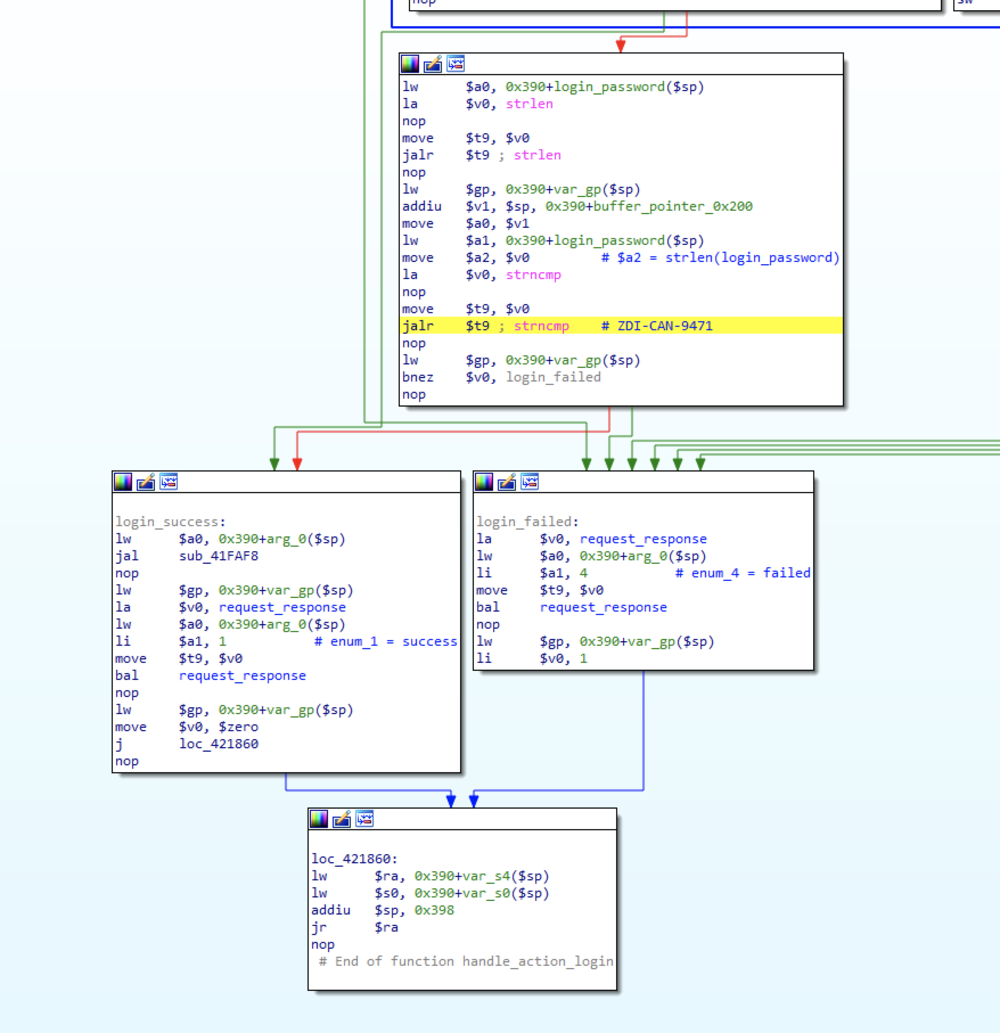 nop
lw $a0, 0x390+login_password($sp)
la $v0, strlen
nop
move $t9, $v0
jalr $t9 ; strlen
nop
lw $gp, 0x390+var_gp($sp)
addiu $v1, $sp, 0x390+buffer_pointer_0x200
move $a0, $v1
lw $a1, 0x390+login_password($sp)
move $a2, $v0 # $a2 = strlen(login_password)
la $v0, strncmp
nop
move $t9, $v0
jalr $t9 ; strncmp # ZDI-CAN-9471
nop
lw $gp, 0x390+var_gp($sp)
bnez $v0, login_failed
nop
login_success:
lw $a0, 0x390+arg_0($sp)
jal sub_41FAF8
nop
lw $gp, 0x390+var_gp($sp)
la $v0, request_response
lw $a0, 0x390+arg_0($sp)
li $a1, 1 # enum_1 = success
move $t9, $v0
bal request_response
nop
lw $gp, 0x390+var_gp($sp)
move $v0, $zero
j loc_421860
nop
login_failed:
la $v0, request_response
lw $a0, 0x390+arg_0($sp)
li $a1, 4 # enum_4 = failed
move $t9, $v0
bal request_response
nop
lw $gp, 0x390+var_gp($sp)
li $v0, 1
loc_421860:
lw $ra, 0x390+var_s4($sp)
lw $s0, 0x390+var_s0($sp)
addiu $sp, 0x398
jr $ra
nop
# End of function handle_action_login